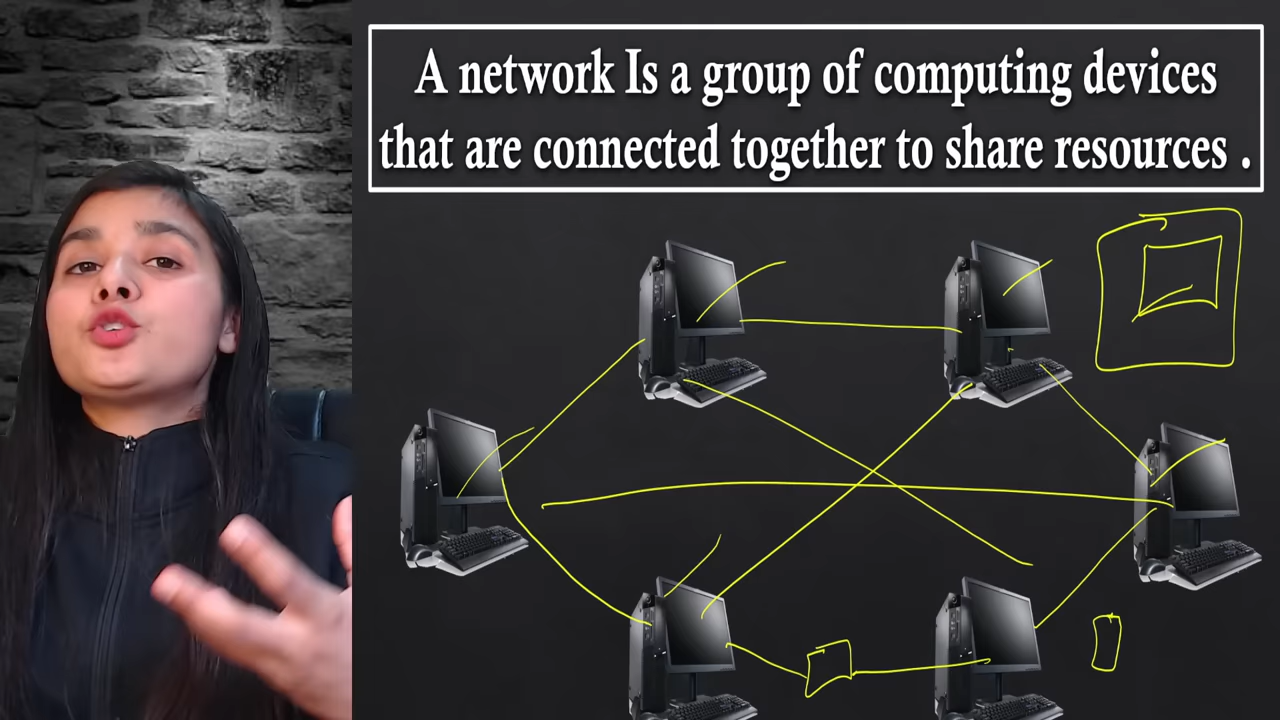 A network Is a group of computing devices
that are connected together to share resources .